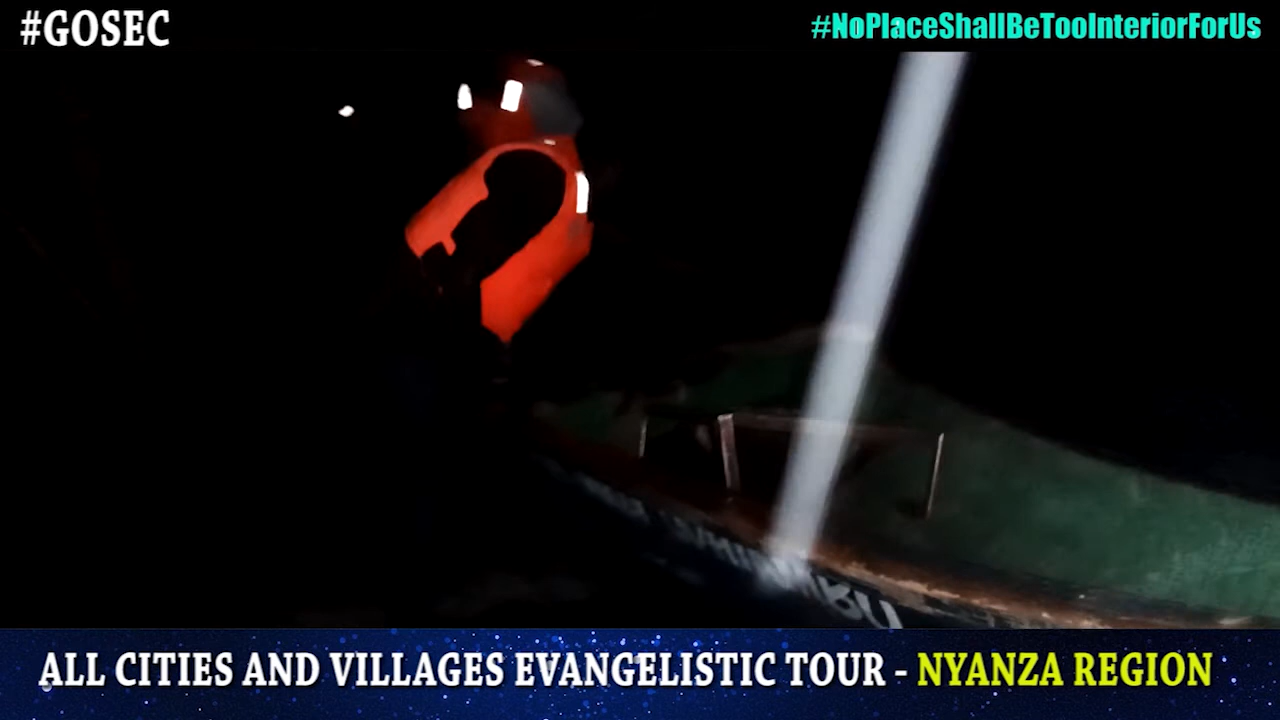 #GOSEC
#NoPlaceShallBeTooInteriorForUs
ALL CITIES AND VILLAGES EVANGELISTIC TOUR - NYANZA REGION